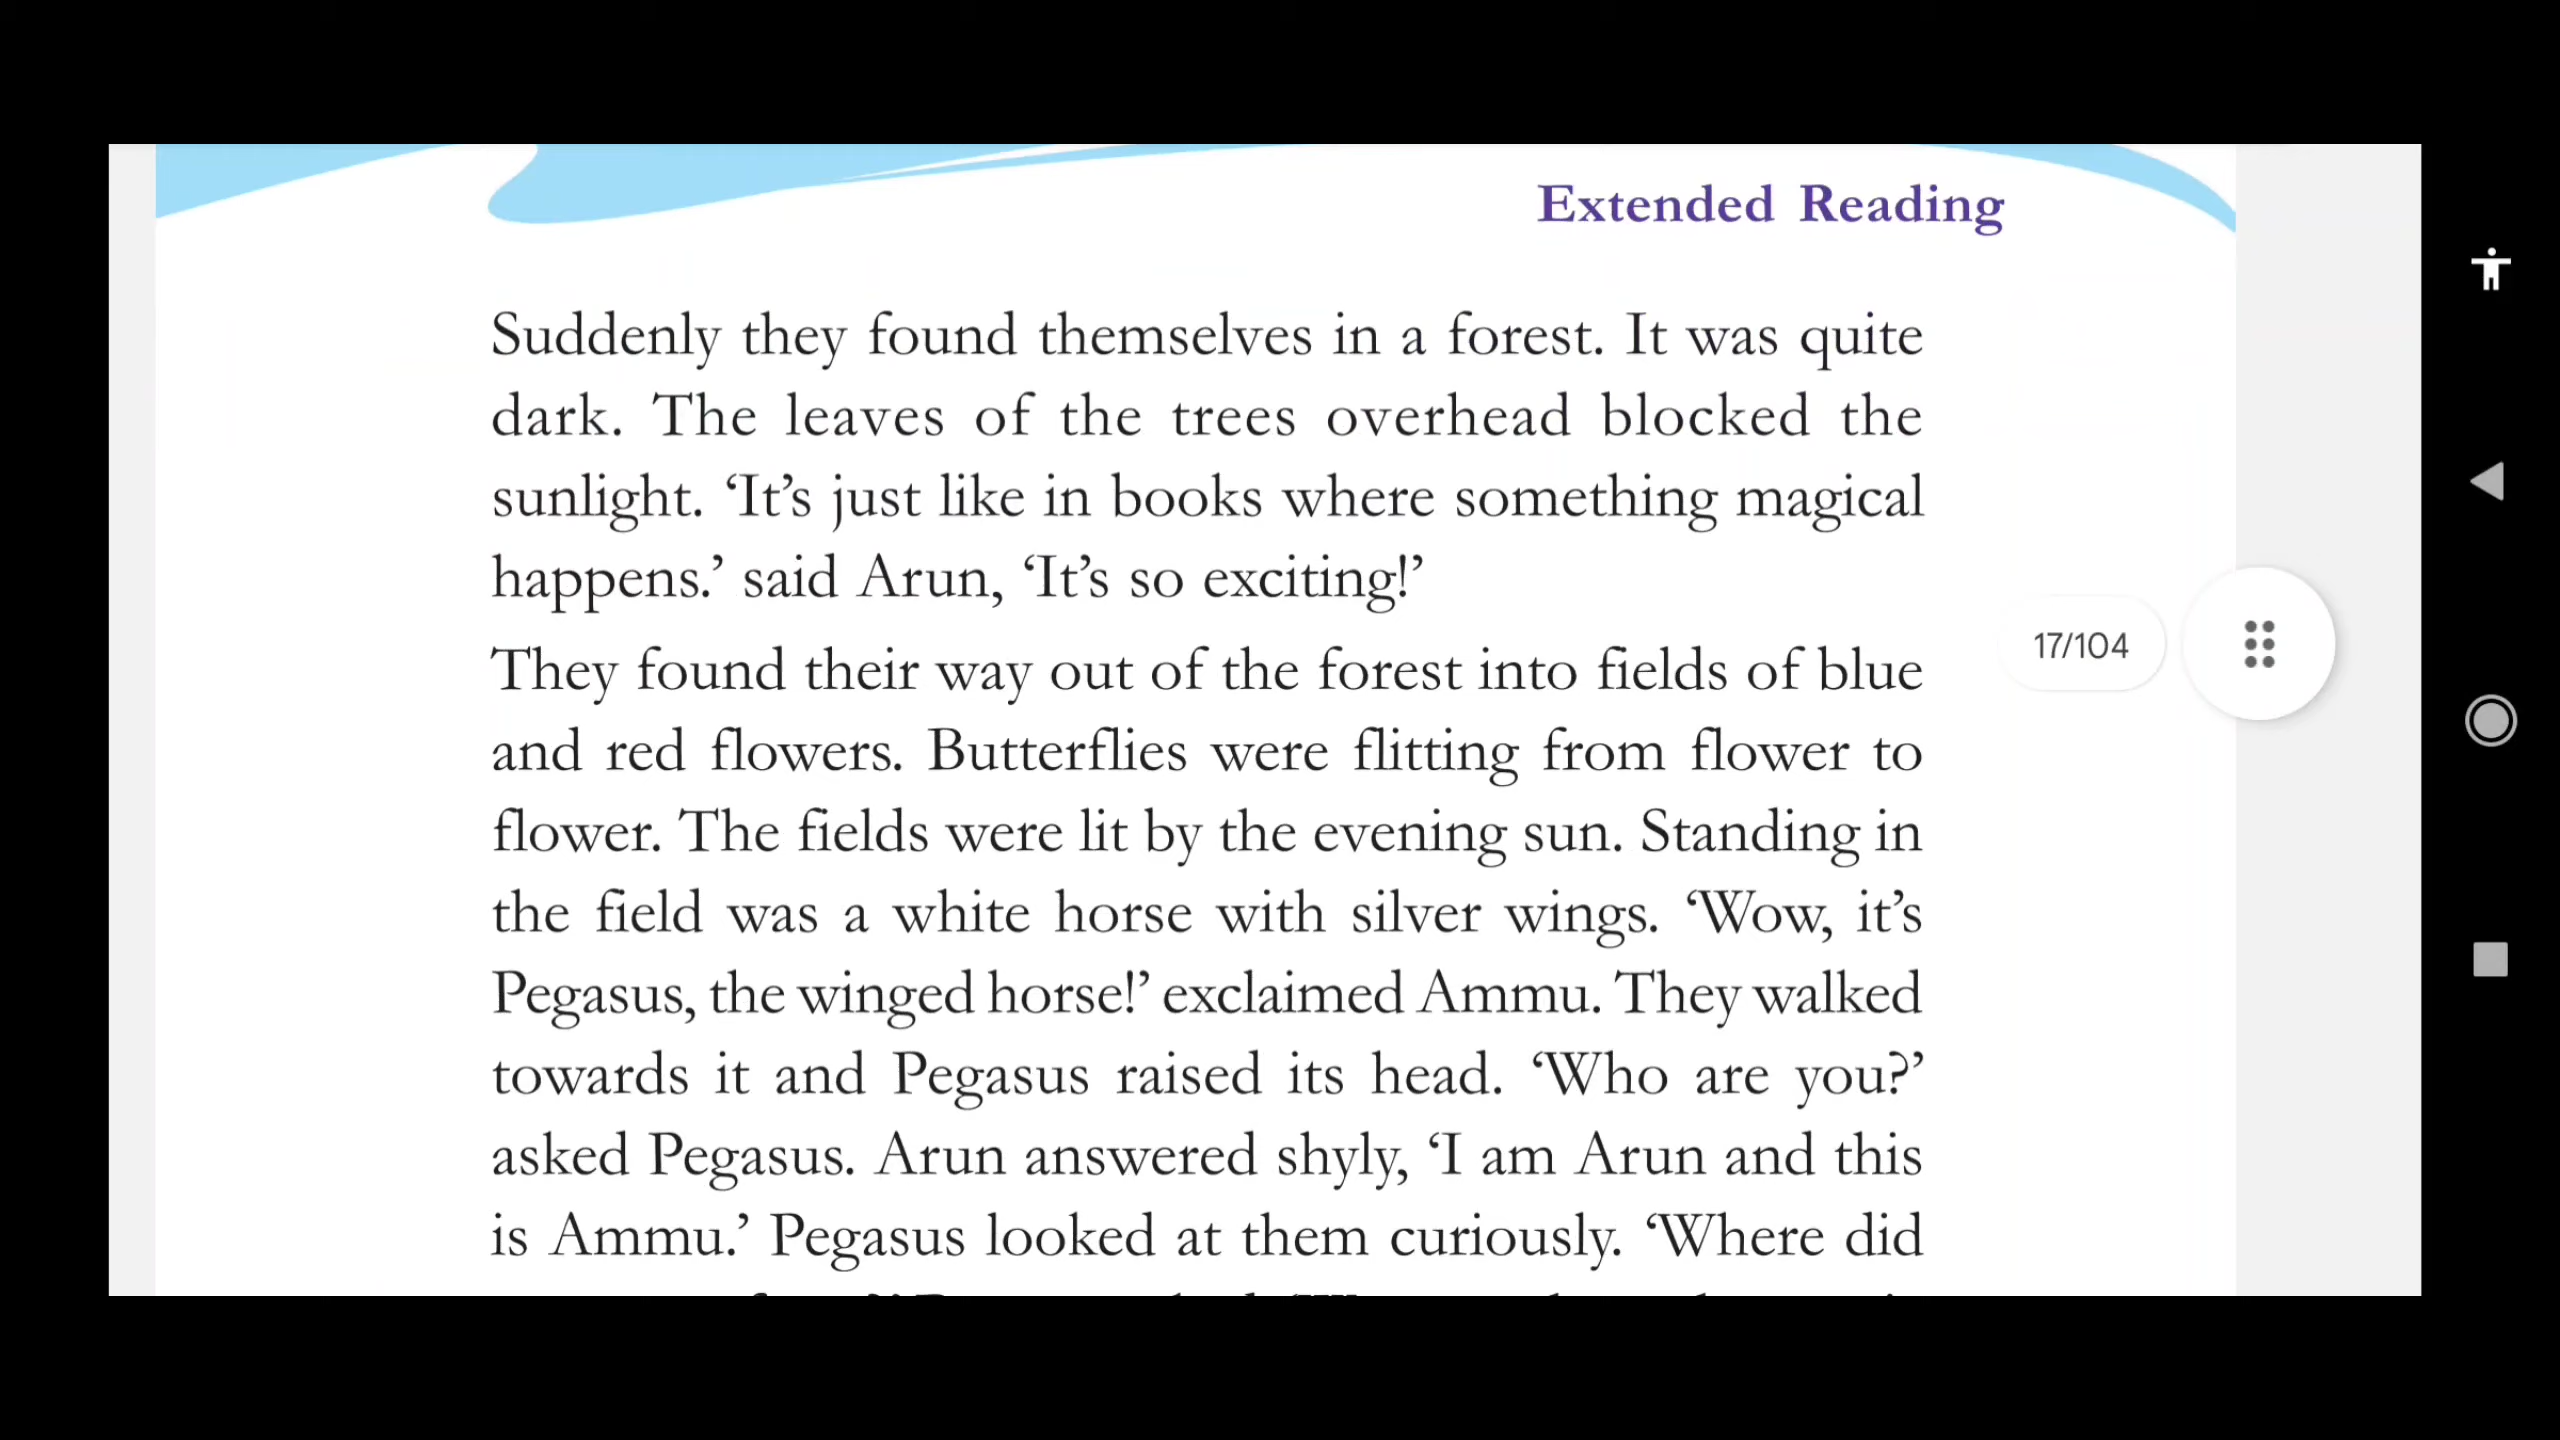 Extended Reading
Suddenly they found themselves in a forest. It was quite
dark. The leaves of the trees overhead blocked the
sunlight. ‘It’s just like in books where something magical
happens.’ said Arun, ‘It’s so exciting!’
They found their way out of the forest into fields of blue
and red flowers. Butterflies were flitting from flower to
flower. The fields were lit by the evening sun. Standing in
the field was a white horse with silver wings. ‘Wow, it’s
Pegasus, the winged horse!’ exclaimed Ammu. They walked
towards it and Pegasus raised its head. ‘Who are you?’
asked Pegasus. Arun answered shyly, ‘I am Arun and this
is Ammu.’ Pegasus looked at them curiously. ‘Where did
17/104